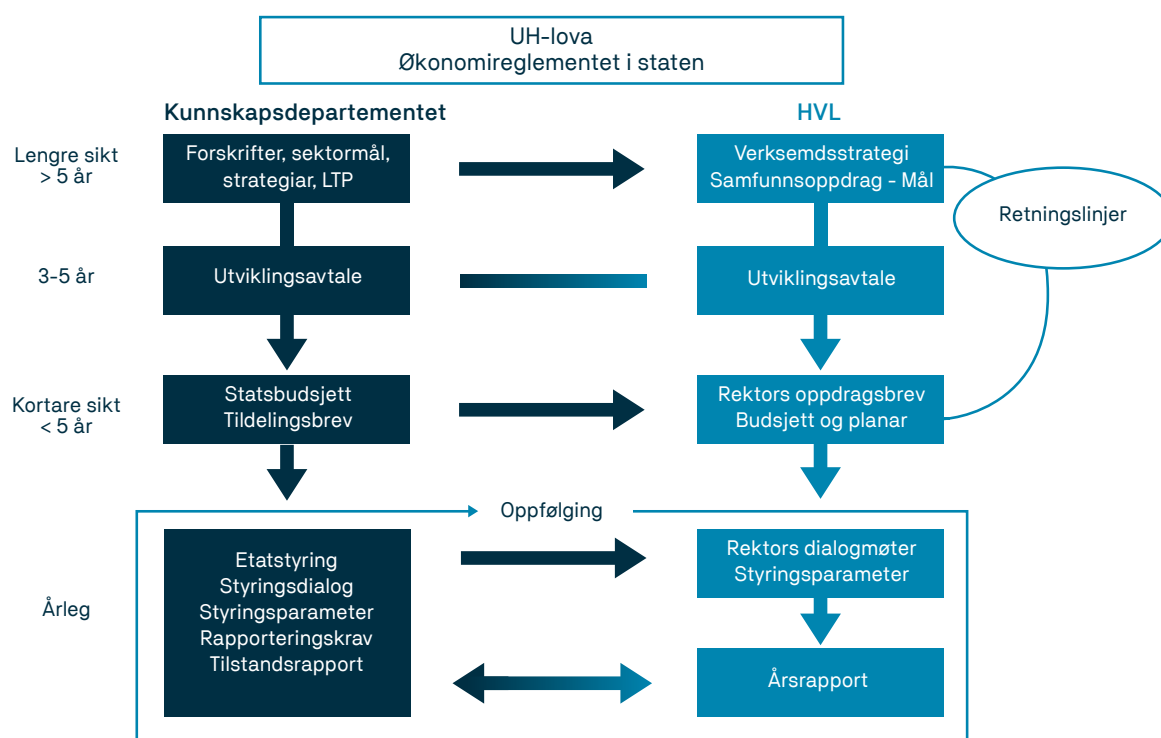 UH-lova
Økonomireglementet i staten
Kunnskapsdepartementet
HVL
Lengre sikt
> 5 år
Forskrifter, sektormål,
strategiar, LTP
Verksemdsstrategi
Samfunnsoppdrag - Mål
Retningslinjer
3-5 år
Utviklingsavtale
Utviklingsavtale
Kortare sikt
< 5 år
Statsbudsjett
Tildelingsbrev
Rektors oppdragsbrev
Budsjett og planar
Oppfølging
Årleg
Etatstyring
Styringsdialog
Styringsparameter
Rapporteringskrav
Tilstandsrapport
Rektors dialogmøter
Styringsparameter
Årsrapport